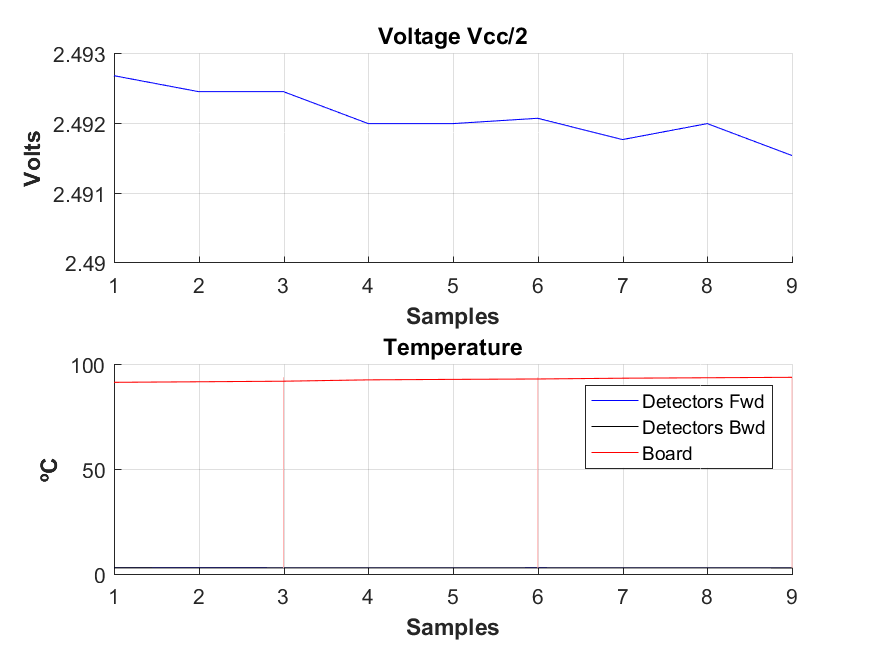 Voltage Vcc/2
2.493
2.492
2.491
2.49
Volts
1 2 3 4 5 6 7 8 9
Samples
Temperature
100
50
0
ºC
Detectors Fwd
Detectors Bwd
Board
1 2 3 4 5 6 7 8 9
Samples